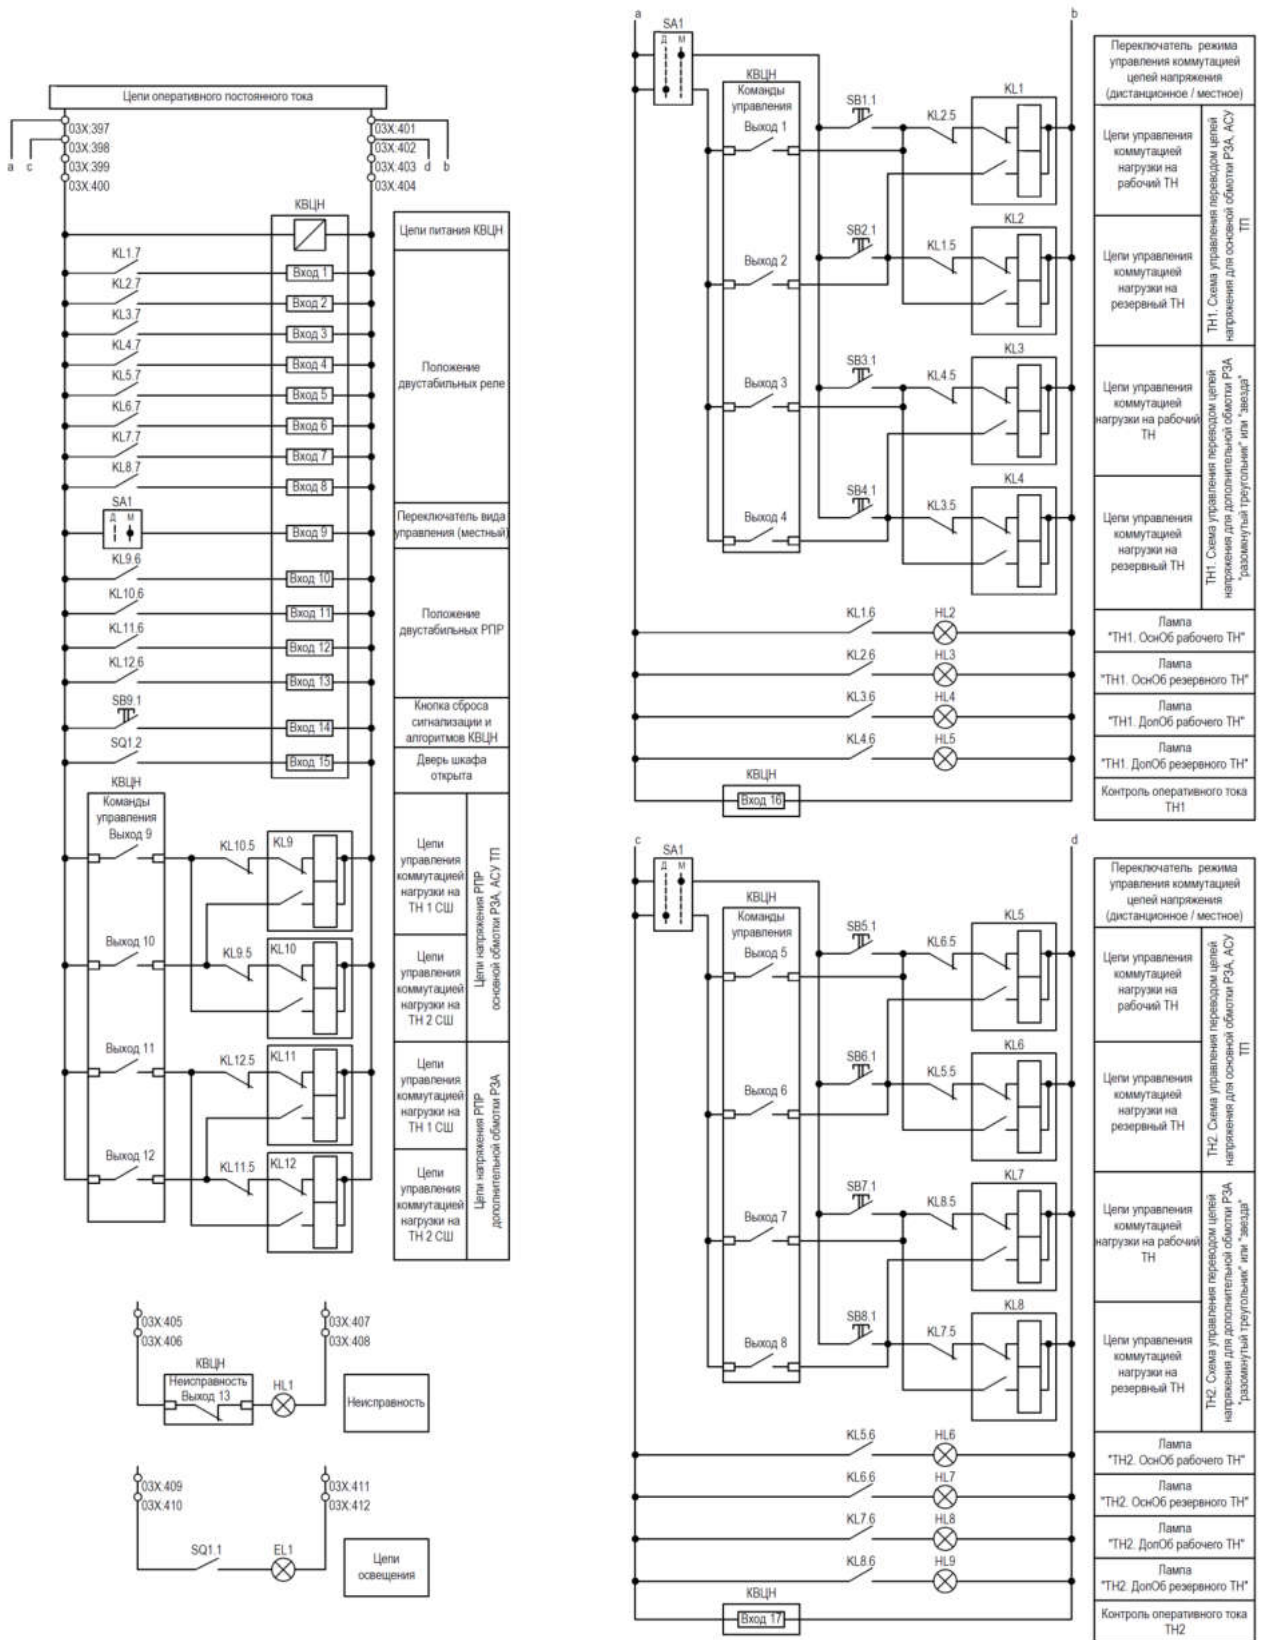 Цепи оперативного постоянного тока
03X:397
03X:398
03X:399
03X:400
a
c
03X:401
03X:402
03X:403
03X:404
d
b
КВЦН
Цепи питания КВЦН
KL1.7
Вход 1
KL2.7
Вход 2
KL3.7
Вход 3
KL4.7
Вход 4
KL5.7
Вход 5
KL6.7
Вход 6
KL7.7
Вход 7
KL8.7
Вход 8
Положение
двустабильных реле
SA1
Д М
Вход 9
Переключатель вида
управления (местный)
KL9.6
Вход 10
KL10.6
Вход 11
KL11.6
Вход 12
KL12.6
Вход 13
Положение
двустабильных РПР
SB9.1
Вход 14
Кнопка сброса
сигнализации и
алгоритмов КВЦН
SQ1.2
Вход 15
Дверь шкафа
открыта
КВЦН
Команды
управления
Выход 9
KL10.5
KL9
Цепи
управления
коммутацией
нагрузки на
ТН 1 СШ
Выход 10
KL9.5
KL10
Цепи
управления
коммутацией
нагрузки на
ТН 2 СШ
Цепи напряжения РПР
основной обмотки РЗА, АСУ ТП
Выход 11
KL12.5
KL11
Цепи
управления
коммутацией
нагрузки на
ТН 1 СШ
Выход 12
KL11.5
KL12
Цепи
управления
коммутацией
нагрузки на
ТН 2 СШ
Цепи напряжения РПР
дополнительной обмотки РЗА
03X:405
03X:406
03X:407
03X:408
КВЦН
Неисправность
Выход 13
HL1
Неисправность
03X:409
03X:410
03X:411
03X:412
SQ1.1
EL1
Цепи
освещения
a
b
SA1
Д М
Переключатель режима
управления коммутацией
цепей напряжения
(дистанционное / местное)
КВЦН
Команды
управления
Выход 1
SB1.1
KL2.5
KL1
Цепи управления
коммутацией
нагрузки на
рабочий ТН
Выход 2
SB2.1
KL1.5
KL2
Цепи управления
коммутацией
нагрузки на
резервный ТН
ТН1. Схема управления переводом цепей
напряжения для основной обмотки РЗА, АСУ
ТП
Выход 3
SB3.1
KL4.5
KL3
Цепи управления
коммутацией
нагрузки на рабочий
ТН
Выход 4
SB4.1
KL3.5
KL4
Цепи управления
коммутацией
нагрузки на
резервный ТН
ТН1. Схема управления переводом цепей
напряжения для дополнительной обмотки РЗА
"разомкнутый треугольник" или "звезда"
KL1.6
HL2
Лампа
"ТН1. ОснОб рабочего ТН"
KL2.6
HL3
Лампа
"ТН1. ОснОб резервного ТН"
KL3.6
HL4
Лампа
"ТН1. ДопОб рабочего ТН"
KL4.6
HL5
Лампа
"ТН1. ДопОб резервного ТН"
КВЦН
Вход 16
Контроль оперативного тока
ТН1
c
d
SA1
Д М
Переключатель режима
управления коммутацией
цепей напряжения
(дистанционное / местное)
КВЦН
Команды
управления
Выход 5
SB5.1
KL6.5
KL5
Цепи управления
коммутацией
нагрузки на
рабочий ТН
Выход 6
SB6.1
KL5.5
KL6
Цепи управления
коммутацией
нагрузки на
резервный ТН
ТН2. Схема управления переводом цепей
напряжения для основной обмотки РЗА, АСУ
ТП
Выход 7
SB7.1
KL8.5
KL7
Цепи управления
коммутацией
нагрузки на рабочий
ТН
Выход 8
SB8.1
KL7.5
KL8
Цепи управления
коммутацией
нагрузки на
резервный ТН
ТН2. Схема управления переводом цепей
напряжения для дополнительной обмотки РЗА
"разомкнутый треугольник" или "звезда"
KL5.6
HL6
Лампа
"ТН2. ОснОб рабочего ТН"
KL6.6
HL7
Лампа
"ТН2. ОснОб резервного ТН"
KL7.6
HL8
Лампа
"ТН2. ДопОб рабочего ТН"
KL8.6
HL9
Лампа
"ТН2. ДопОб резервного ТН"
КВЦН
Вход 17
Контроль оперативного тока
ТН2